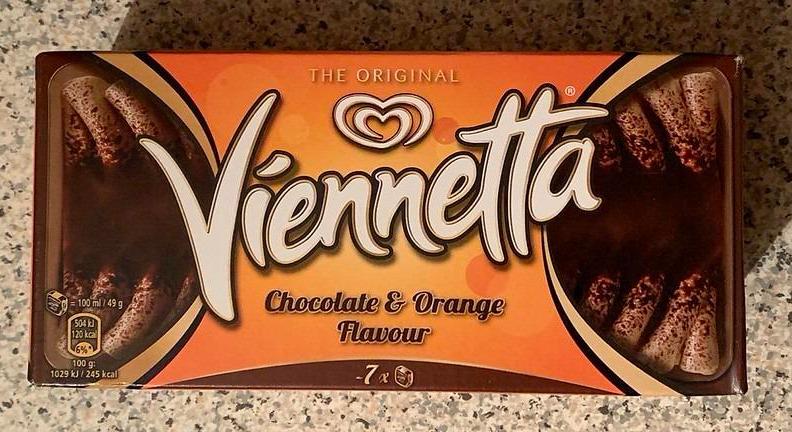 THE ORIGINAL
Viennetta®
Chocolate & Orange
Flavour
= 100 ml / 49 g
504 kJ
120 kcal
6%*
100 g:
1029 kJ / 245 kcal
~7x